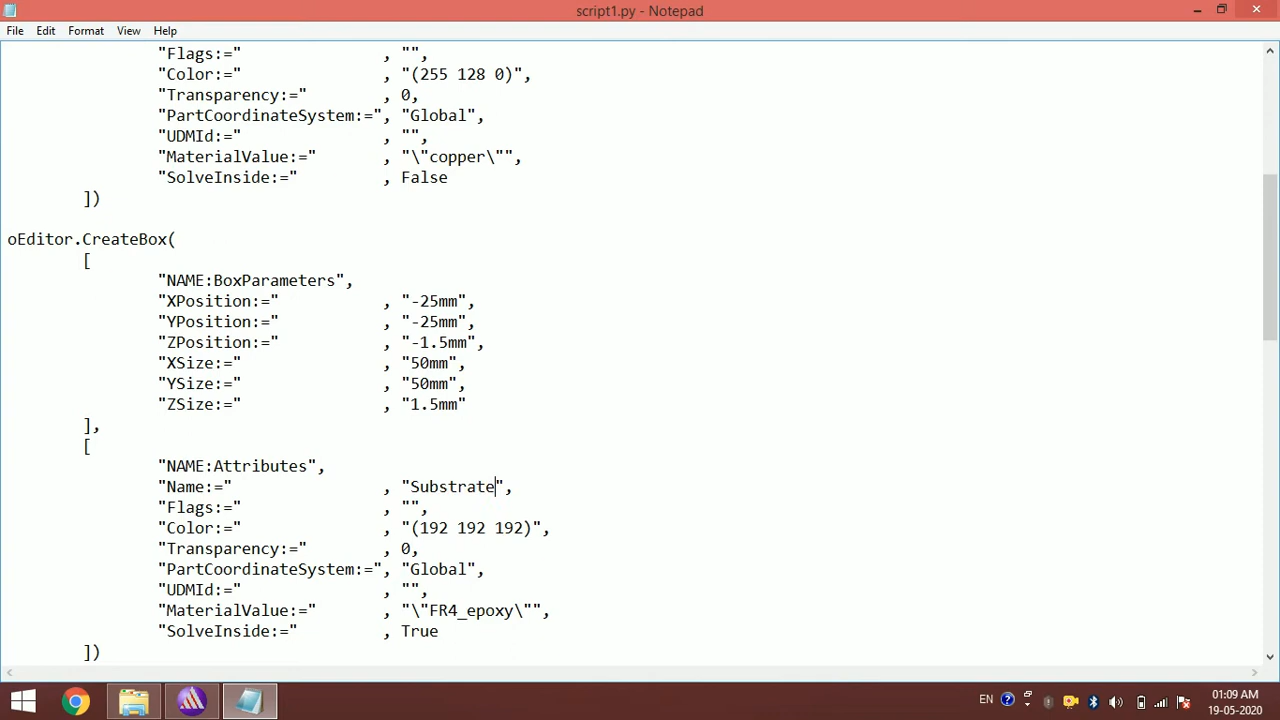 script1.py - Notepad
File Edit Format View Help
"Flags:=" , "",
"Color:=" , "(255 128 0)",
"Transparency:=" , 0,
"PartCoordinateSystem:=", "Global",
"UDMId:=" , "",
"MaterialValue:=" , "\"copper\"",
"SolveInside:=" , False
])
oEditor.CreateBox(
[
"NAME:BoxParameters",
"XPosition:=" , "-25mm",
"YPosition:=" , "-25mm",
"ZPosition:=" , "-1.5mm",
"XSize:=" , "50mm",
"YSize:=" , "50mm",
"ZSize:=" , "1.5mm"
],
[
"NAME:Attributes",
"Name:=" , "Substrate",
"Flags:=" , "",
"Color:=" , "(192 192 192)",
"Transparency:=" , 0,
"PartCoordinateSystem:=", "Global",
"UDMId:=" , "",
"MaterialValue:=" , "\"FR4_epoxy\"",
"SolveInside:=" , True
])
EN
01:09 AM
19-05-2020